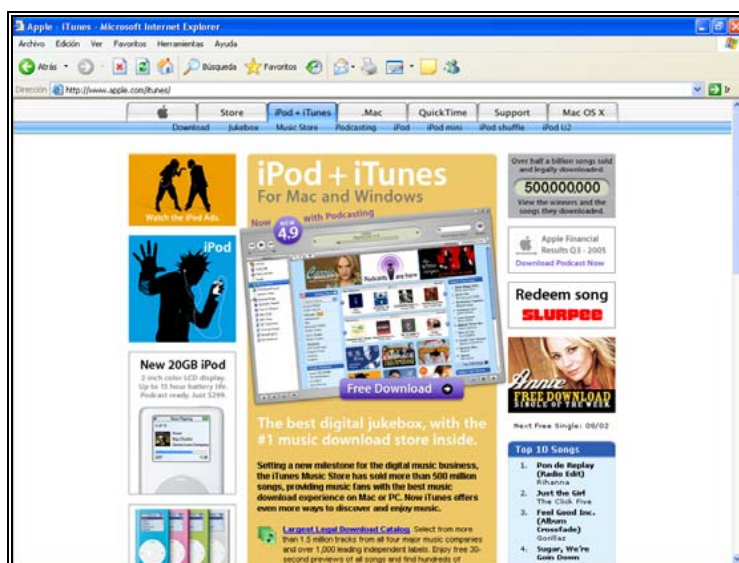 Apple - iTunes - Microsoft Internet Explorer
Archivo Edición Ver Favoritos Herramientas Ayuda
Atrás Búsqueda Favoritos
Dirección http://www.apple.com/itunes/ Ir
Store iPod + iTunes .Mac QuickTime Support Mac OS X
Download Jukebox Music Store Podcasting iPod iPod mini iPod shuffle iPod U2
Watch the iPod Ads.
iPod
New 20GB iPod
2-inch color LCD display.
Up to 15 hour battery life.
Podcast ready. Just $299.
iPod + iTunes
For Mac and Windows
Now with Podcasting
NEW
4.9
Podcasts are here
Free Download
The best digital jukebox, with the
#1 music download store inside.
Setting a new milestone for the digital music business,
the iTunes Music Store has sold more than 500 million
songs, providing music fans with the best music
download experience on Mac or PC. Now iTunes offers
even more ways to discover and enjoy music.
Largest Legal Download Catalog. Select from more
than 1.5 million tracks from all four major music companies
and over 1,000 leading independent labels. Enjoy free 30-
second previews of all songs and find hundreds of
Over half a billion songs sold
and legally downloaded.
500,000,000
View the winners and the
songs they downloaded.
Apple Financial
Results Q3 - 2005
Download Podcast Now
Redeem song
SLURPEE
Annie
FREE DOWNLOAD
SINGLE OF THE WEEK
Next Free Single: 08/02
Top 10 Songs
1. Pon de Replay
(Radio Edit)
Rihanna
2. Just the Girl
The Click Five
3. Feel Good Inc.
(Album
Crossfade)
Gorillaz
4. Sugar, We're
Goin Down